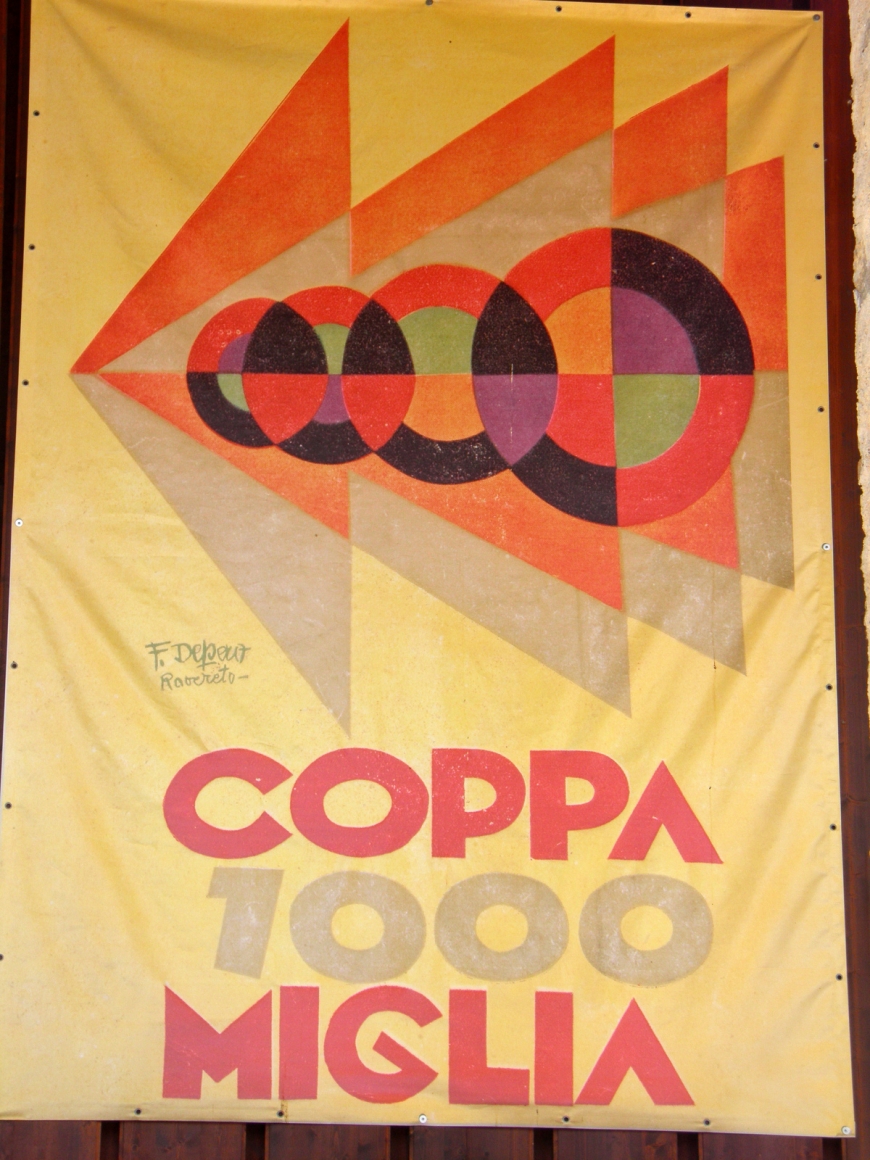 F. Depero
Rovereto-
COPPA
1000
MIGLIA